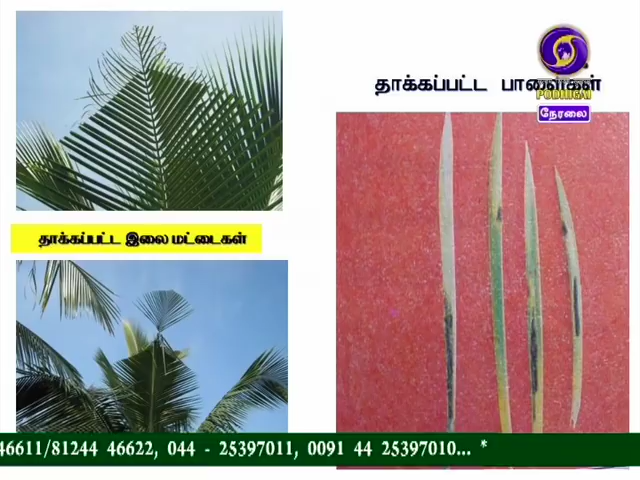 தாக்கப்பட்ட பாளைகள்
PODHIGAI
நேரலை
தாக்கப்பட்ட இலை மட்டைகள்
46611/81244 46622, 044 - 25397011, 0091 44 25397010... *